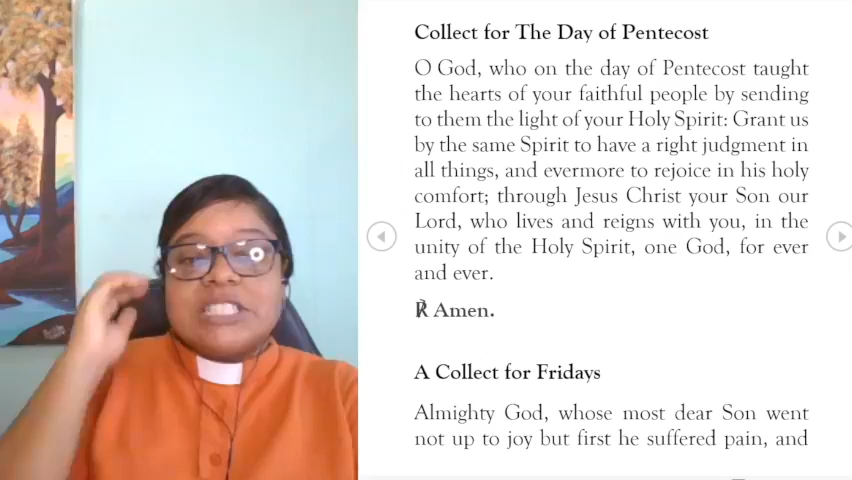 Collect for The Day of Pentecost
O God, who on the day of Pentecost taught
the hearts of your faithful people by sending
to them the light of your Holy Spirit: Grant us
by the same Spirit to have a right judgment in
all things, and evermore to rejoice in his holy
comfort; through Jesus Christ your Son our
Lord, who lives and reigns with you, in the
unity of the Holy Spirit, one God, for ever
and ever.
℟ Amen.
A Collect for Fridays
Almighty God, whose most dear Son went
not up to joy but first he suffered pain, and